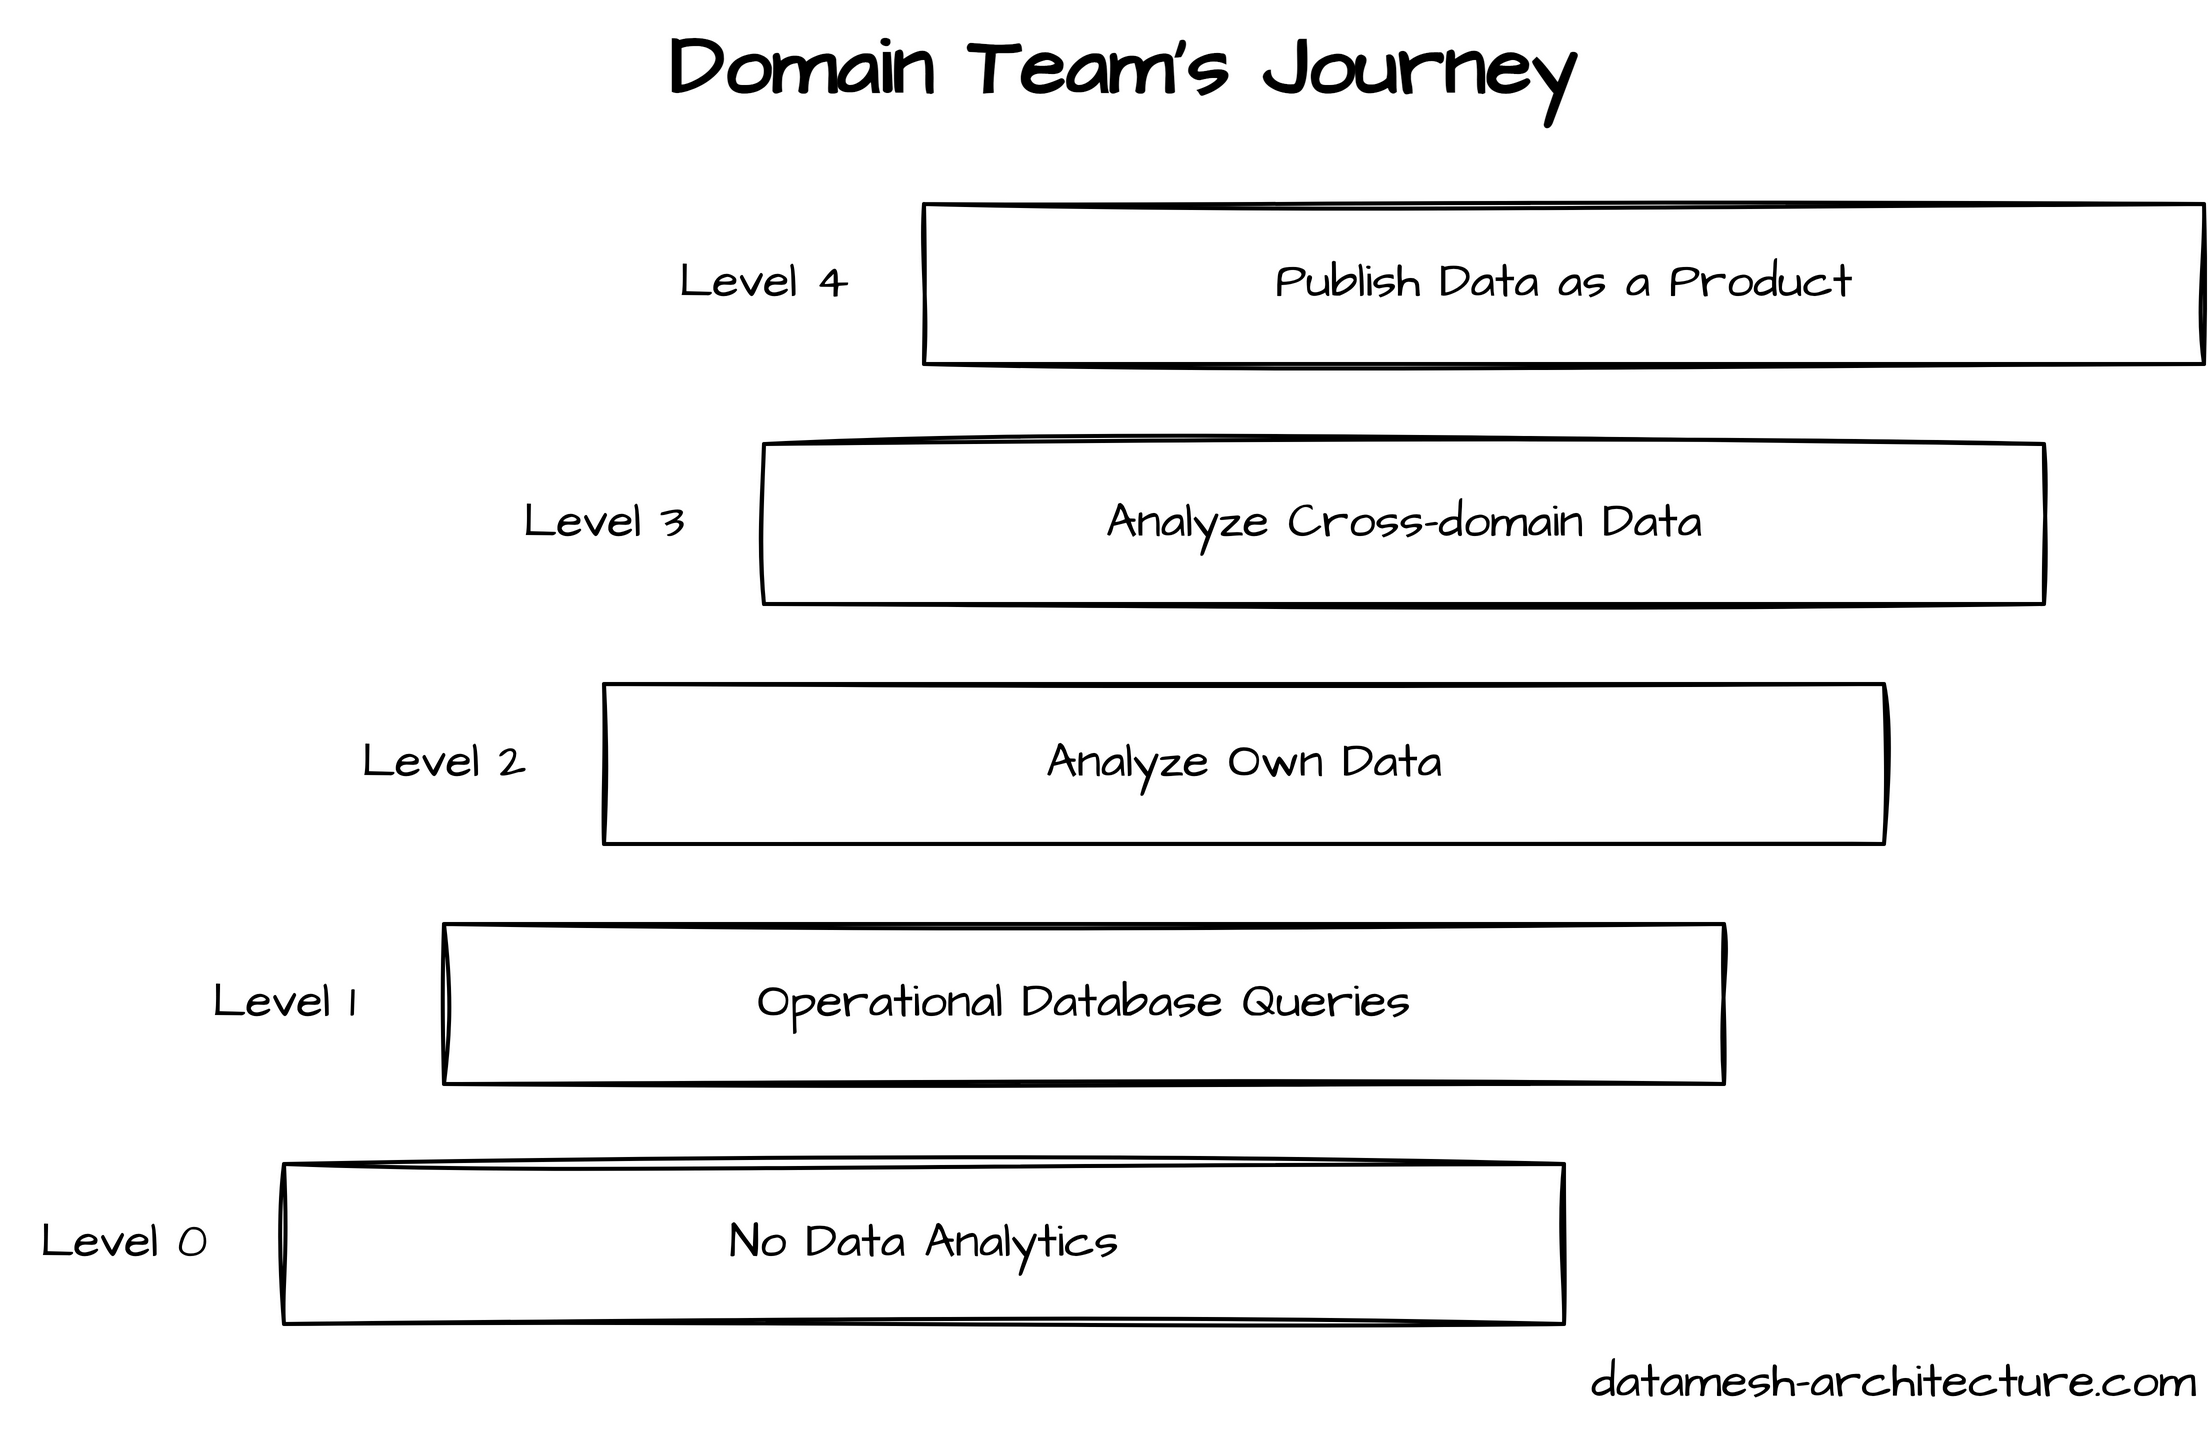 Domain Team's Journey
Level 4
Publish Data as a Product
Level 3
Analyze Cross-domain Data
Level 2
Analyze Own Data
Level 1
Operational Database Queries
Level 0
No Data Analytics
datamesh-architecture.com